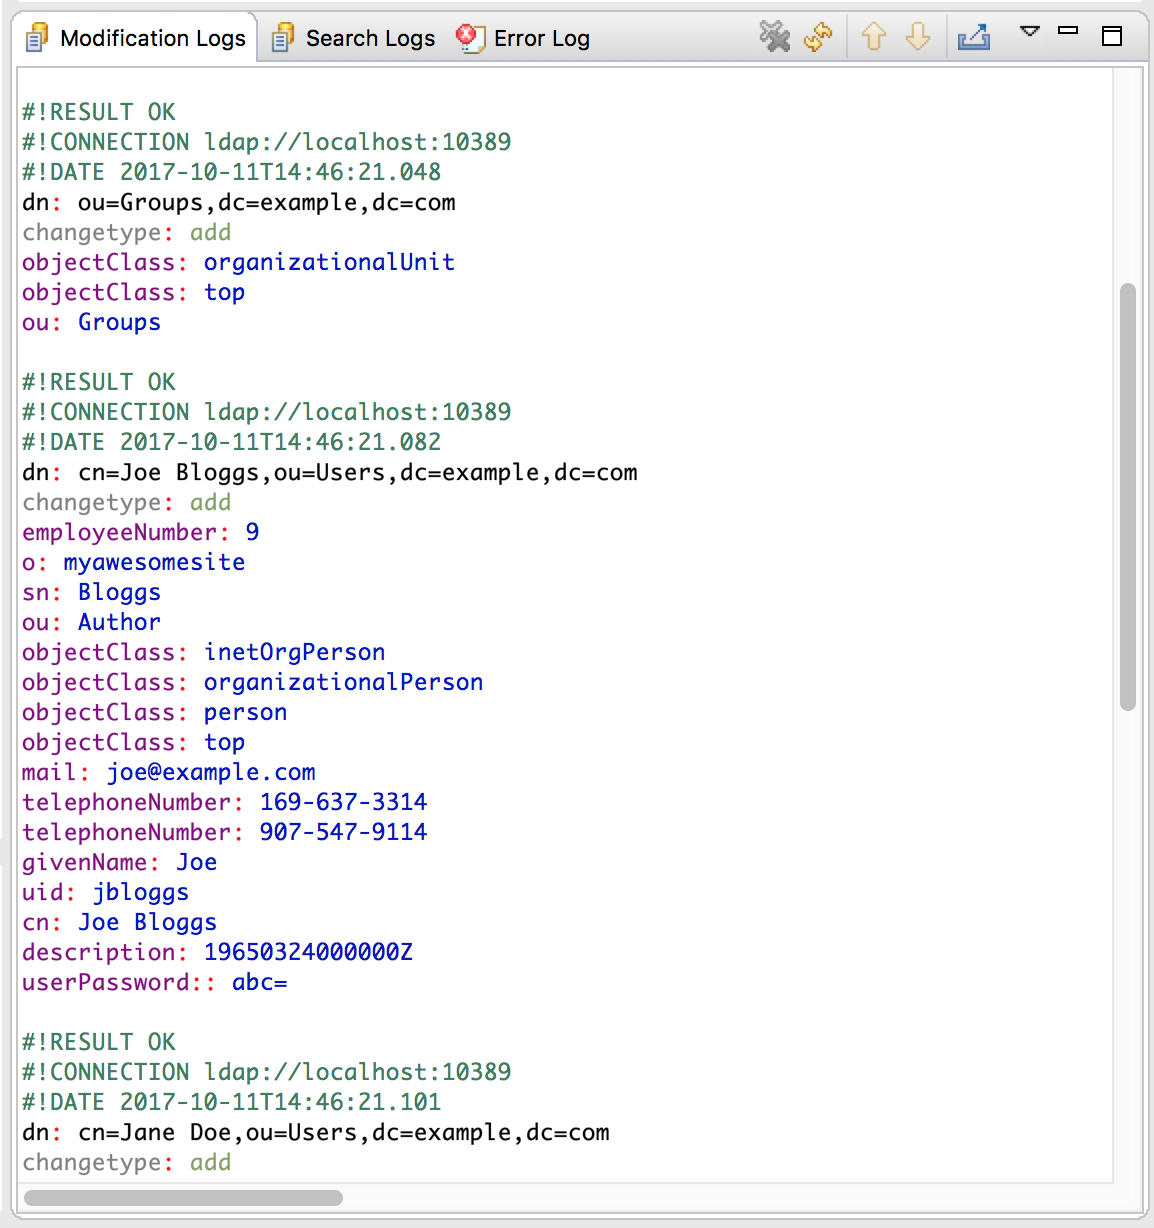 Modification Logs Search Logs Error Log
#!RESULT OK
#!CONNECTION ldap://localhost:10389
#!DATE 2017-10-11T14:46:21.048
dn: ou=Groups,dc=example,dc=com
changetype: add
objectClass: organizationalUnit
objectClass: top
ou: Groups
#!RESULT OK
#!CONNECTION ldap://localhost:10389
#!DATE 2017-10-11T14:46:21.082
dn: cn=Joe Bloggs,ou=Users,dc=example,dc=com
changetype: add
employeeNumber: 9
o: myawesomesite
sn: Bloggs
ou: Author
objectClass: inetOrgPerson
objectClass: organizationalPerson
objectClass: person
objectClass: top
mail: joe@example.com
telephoneNumber: 169-637-3314
telephoneNumber: 907-547-9114
givenName: Joe
uid: jbloggs
cn: Joe Bloggs
description: 19650324000000Z
userPassword:: abc=
#!RESULT OK
#!CONNECTION ldap://localhost:10389
#!DATE 2017-10-11T14:46:21.101
dn: cn=Jane Doe,ou=Users,dc=example,dc=com
changetype: add